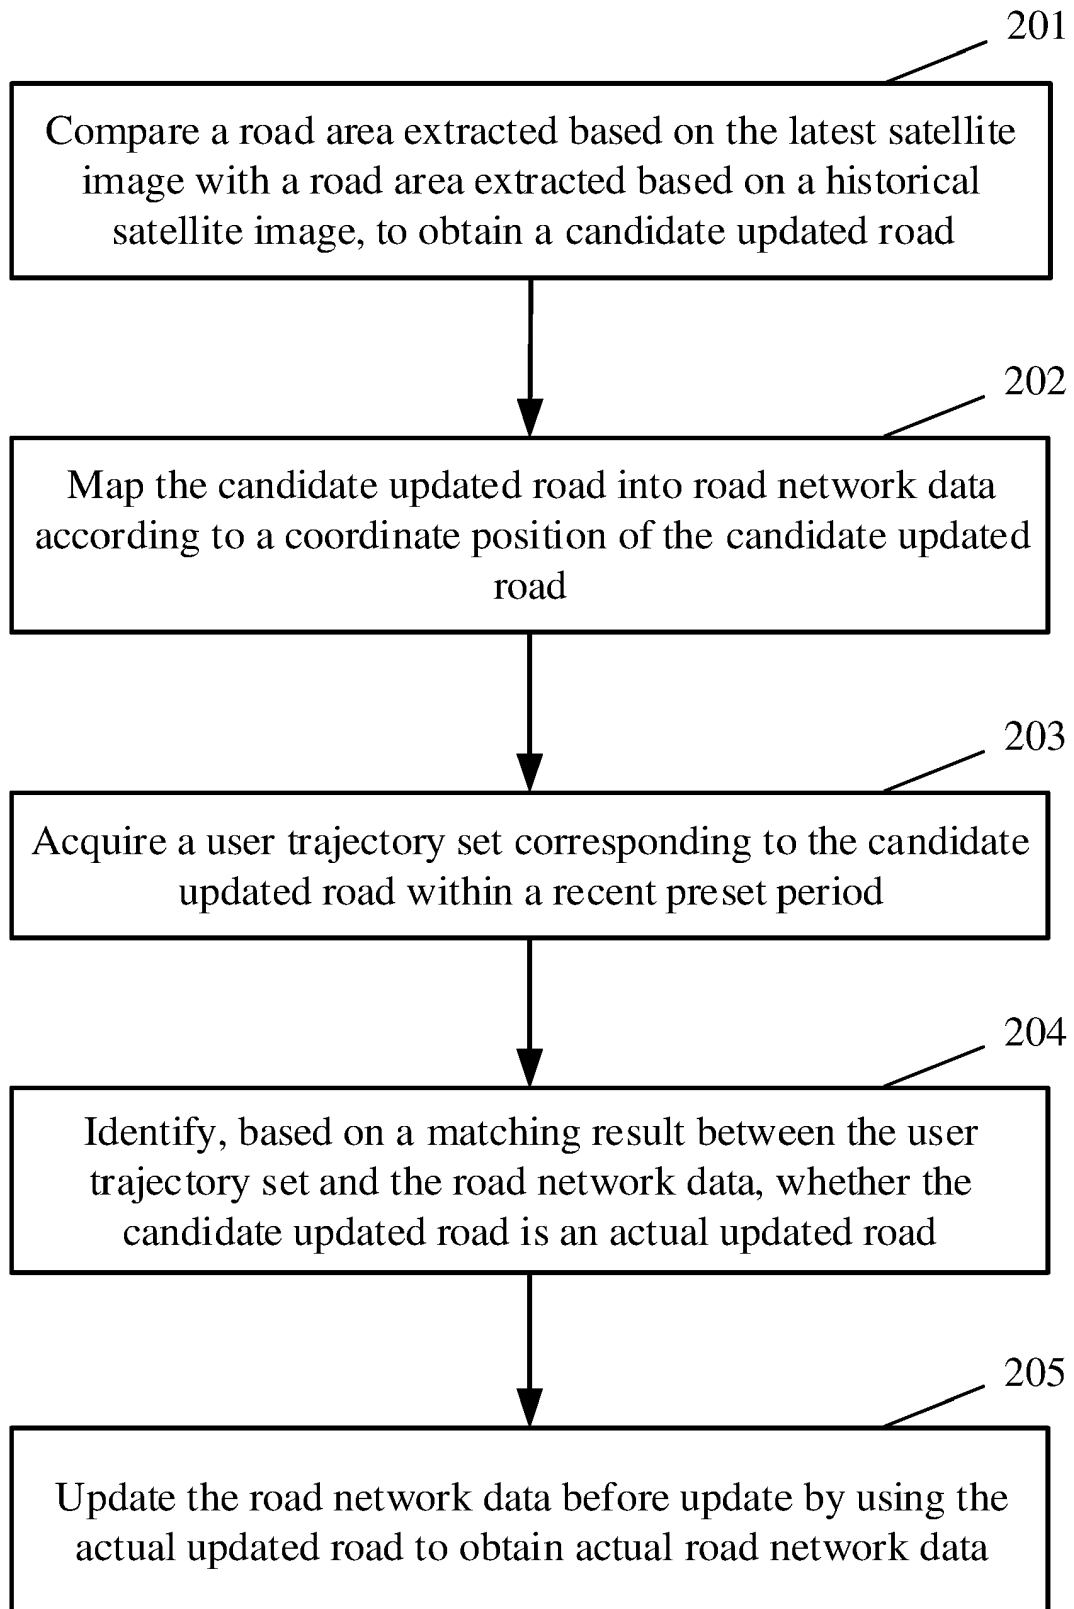 201
Compare a road area extracted based on the latest satellite
image with a road area extracted based on a historical
satellite image, to obtain a candidate updated road
202
Map the candidate updated road into road network data
according to a coordinate position of the candidate updated
road
203
Acquire a user trajectory set corresponding to the candidate
updated road within a recent preset period
204
Identify, based on a matching result between the user
trajectory set and the road network data, whether the
candidate updated road is an actual updated road
205
Update the road network data before update by using the
actual updated road to obtain actual road network data